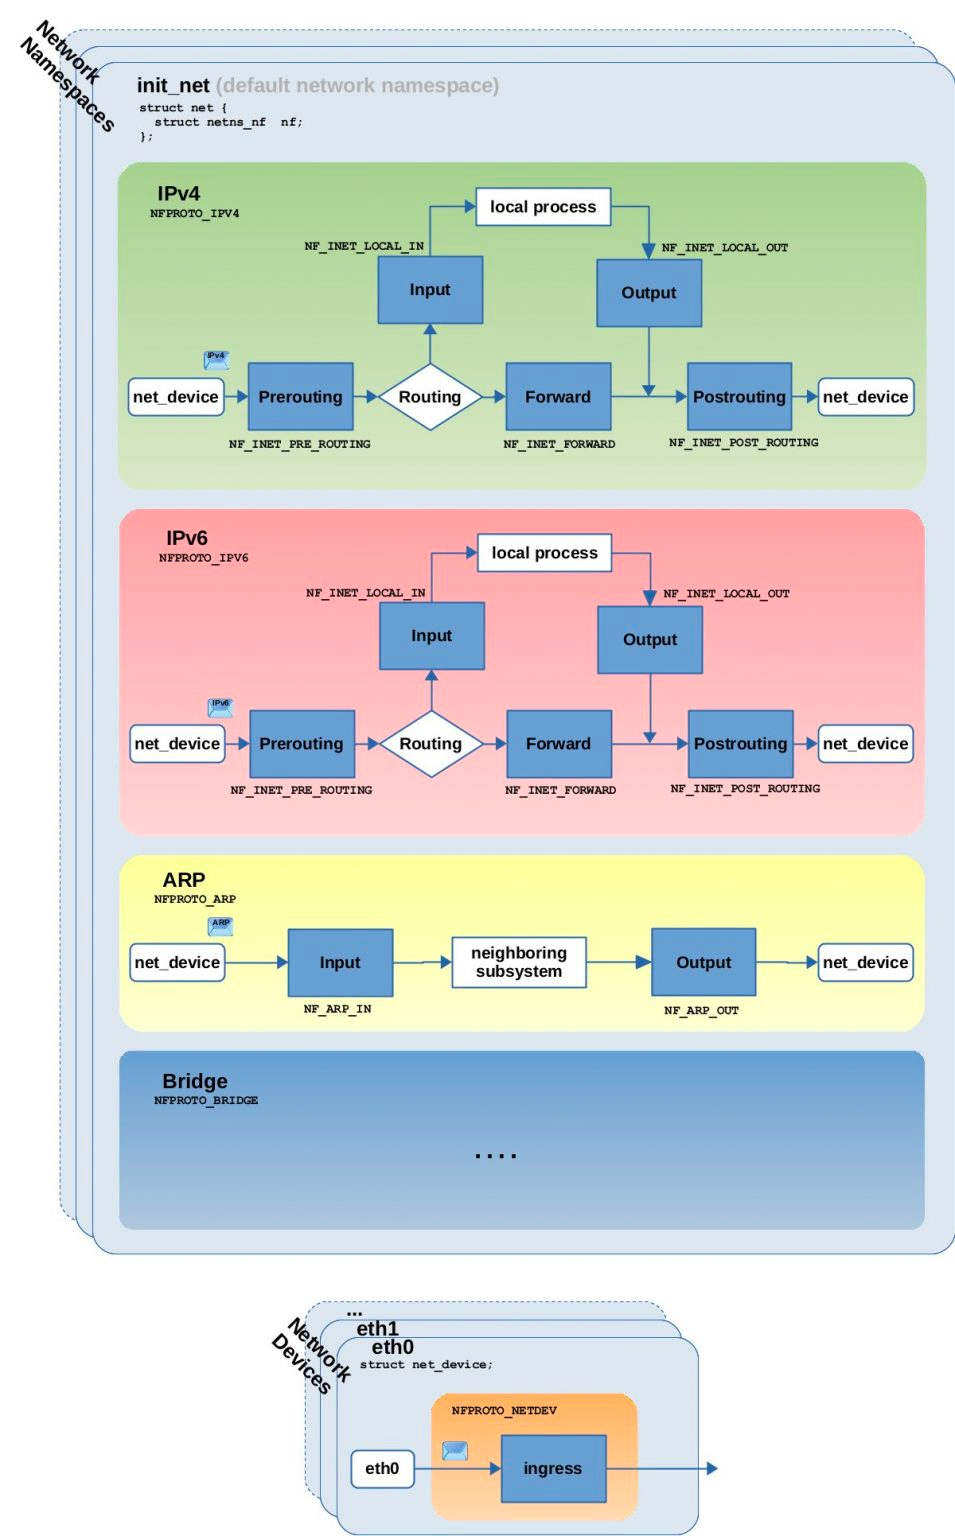 Network
Namespaces
init_net (default network namespace)
struct net {
struct netns_nf nf;
};
IPv4
NFPROTO_IPV4
local process
NF_INET_LOCAL_IN
NF_INET_LOCAL_OUT
Input
Output
IPv4
net_device
Prerouting
Routing
Forward
Postrouting
net_device
NF_INET_PRE_ROUTING
NF_INET_FORWARD
NF_INET_POST_ROUTING
IPv6
NFPROTO_IPV6
local process
NF_INET_LOCAL_IN
NF_INET_LOCAL_OUT
Input
Output
IPv6
net_device
Prerouting
Routing
Forward
Postrouting
net_device
NF_INET_PRE_ROUTING
NF_INET_FORWARD
NF_INET_POST_ROUTING
ARP
NFPROTO_ARP
ARP
net_device
Input
neighboring
subsystem
Output
net_device
NF_ARP_IN
NF_ARP_OUT
Bridge
NFPROTO_BRIDGE
....
Network
Devices
...
eth1
eth0
struct net_device;
NFPROTO_NETDEV
eth0
ingress